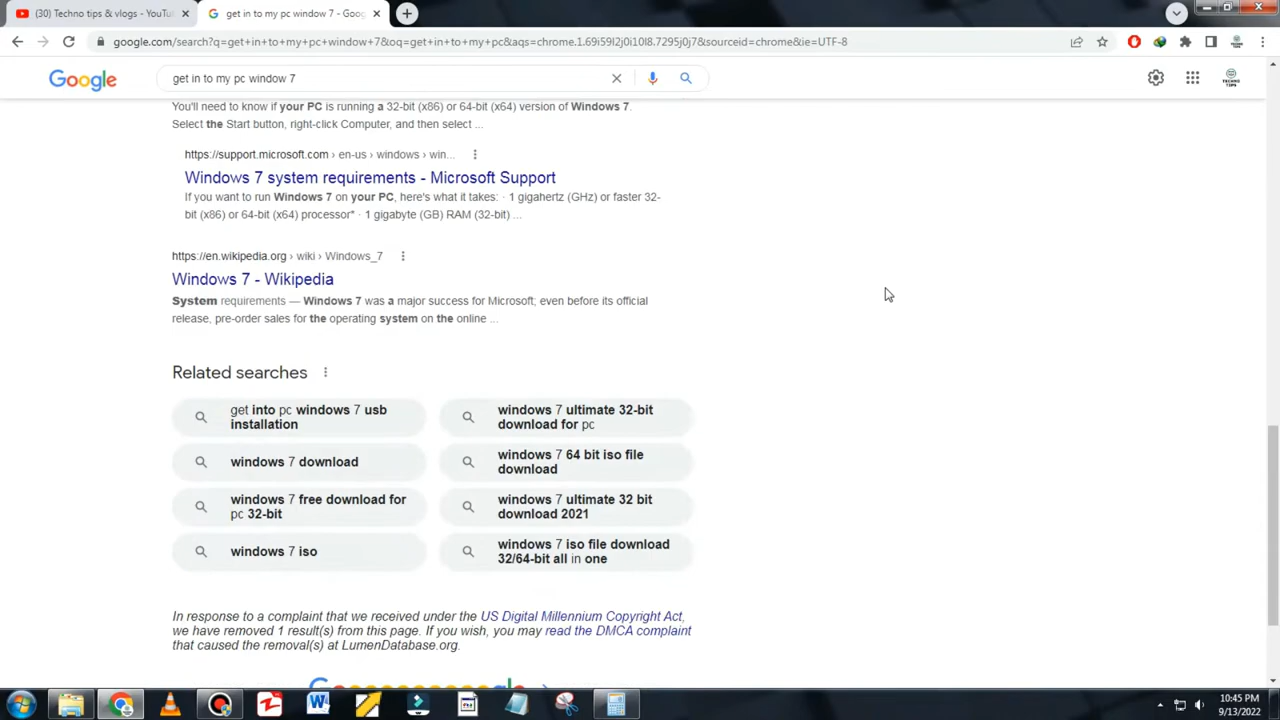 (30) Techno tips & vlogs - YouTu
get in to my pc window 7 - Goog
google.com/search?q=get+in+to+my+pc+window+7&oq=get+in+to+my+pc&aqs=chrome.1.69i59l2j0i10l8.7295j0j7&sourceid=chrome&ie=UTF-8
Google
get in to my pc window 7
TECHNO
TIPS
You'll need to know if your PC is running a 32-bit (x86) or 64-bit (x64) version of Windows 7.
Select the Start button, right-click Computer, and then select ...
https://support.microsoft.com › en-us › windows › win...
Windows 7 system requirements - Microsoft Support
If you want to run Windows 7 on your PC, here's what it takes: · 1 gigahertz (GHz) or faster 32-
bit (x86) or 64-bit (x64) processor* · 1 gigabyte (GB) RAM (32-bit) ...
https://en.wikipedia.org › wiki › Windows_7
Windows 7 - Wikipedia
System requirements — Windows 7 was a major success for Microsoft; even before its official
release, pre-order sales for the operating system on the online ...
Related searches
get into pc windows 7 usb
installation
windows 7 ultimate 32-bit
download for pc
windows 7 download
windows 7 64 bit iso file
download
windows 7 free download for
pc 32-bit
windows 7 ultimate 32 bit
download 2021
windows 7 iso
windows 7 iso file download
32/64-bit all in one
In response to a complaint that we received under the US Digital Millennium Copyright Act,
we have removed 1 result(s) from this page. If you wish, you may read the DMCA complaint
that caused the removal(s) at LumenDatabase.org.
10:45 PM
9/13/2022